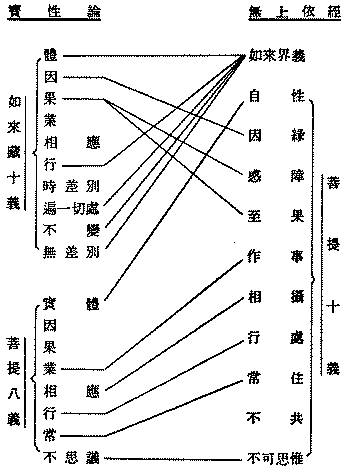 寶性論
無上依經
如來藏十義
體
因
果
業
相應
行
時差別
遍一切處
不變
無差別
菩提八義
實體
因
果
業
相應
行
常
不思議
如來界義
自性
因緣
惑障
至果
作事
相攝
行處
常住
不共
不可思惟
菩提十義